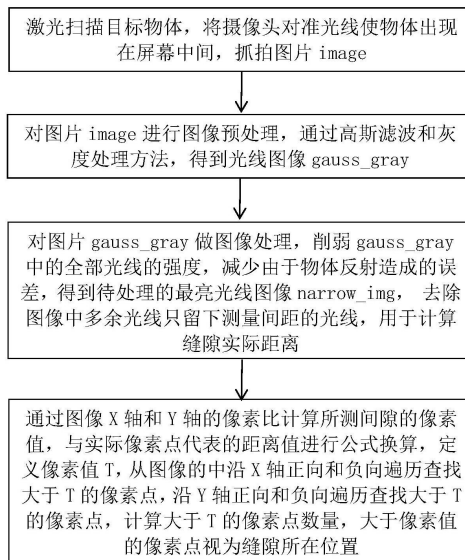 激光扫描目标物体，将摄像头对准光线使物体出现
在屏幕中间，抓拍图片 image
对图片 image 进行图像预处理，通过高斯滤波和灰
度处理方法，得到光线图像 gauss_gray
对图片 gauss_gray 做图像处理，削弱 gauss_gray
中的全部光线的强度，减少由于物体反射造成的误
差，得到待处理的最亮光线图像 narrow_img， 去除
图像中多余光线只留下测量间距的光线，用于计算
缝隙实际距离
通过图像 X 轴和 Y 轴的像素比计算所测间隙的像素
值，与实际像素点代表的距离值进行公式换算，定
义像素值 T，从图像的中沿 X 轴正向和负向遍历查找
大于 T 的像素点，沿 Y 轴正向和负向遍历查找大于 T
的像素点，计算大于 T 的像素点数量，大于像素值
的像素点视为缝隙所在位置